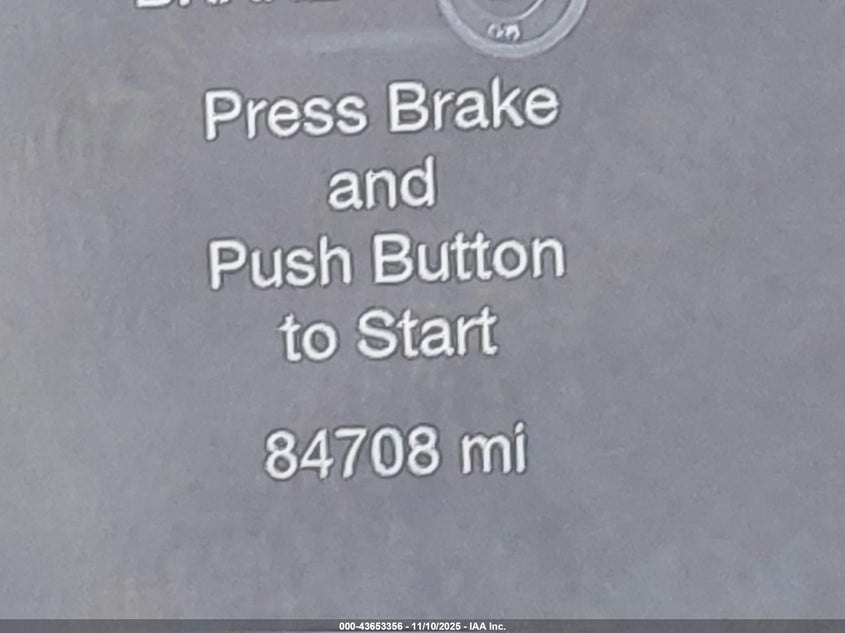 Press Brake
and
Push Button
to Start
84708 mi
000-43653356 - 11/10/2025 - IAA Inc.